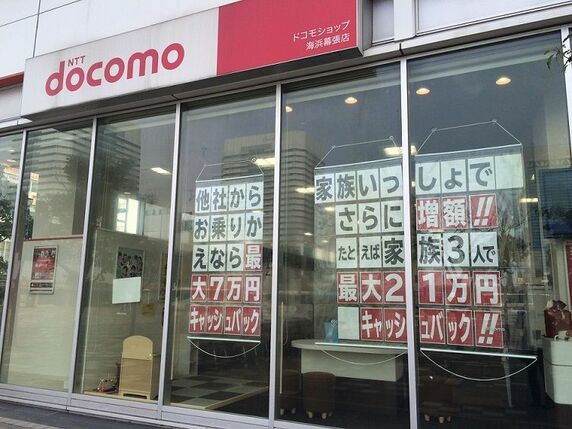 NTT
docomo
ドコモショップ
海浜幕張店
他社から
お乗りか
えなら最
大7万円
キャッシュバック
家族いっしょで
さらに増額!!
たとえば家族3人で
最大21万円
キャッシュバック!!